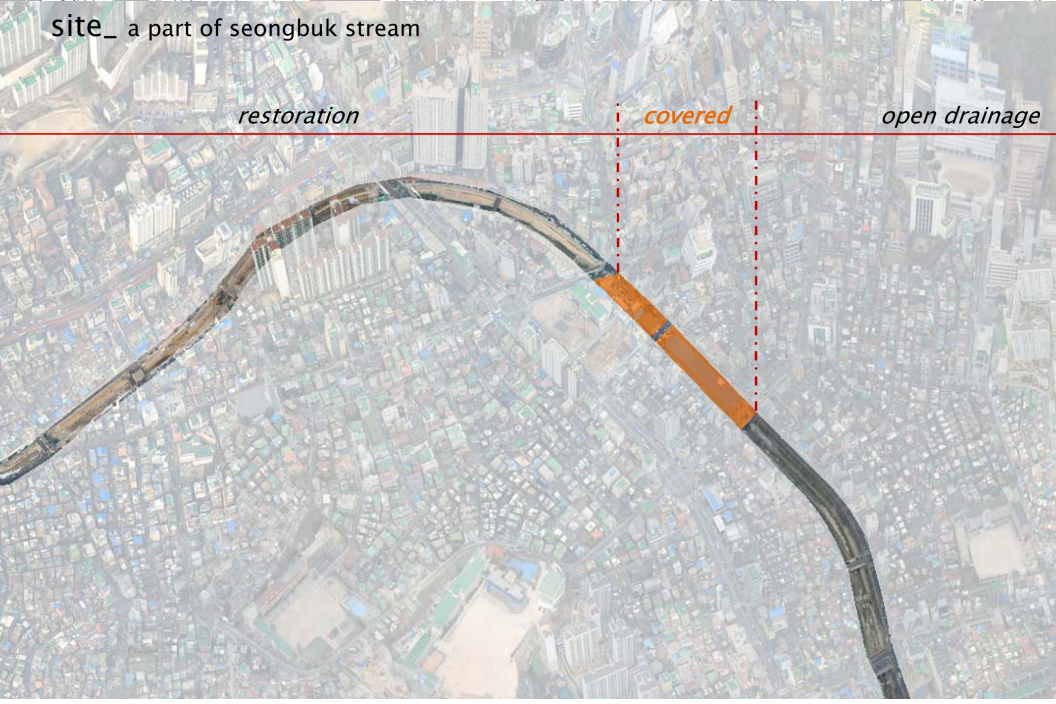 site_ a part of seongbuk stream
restoration
covered
open drainage